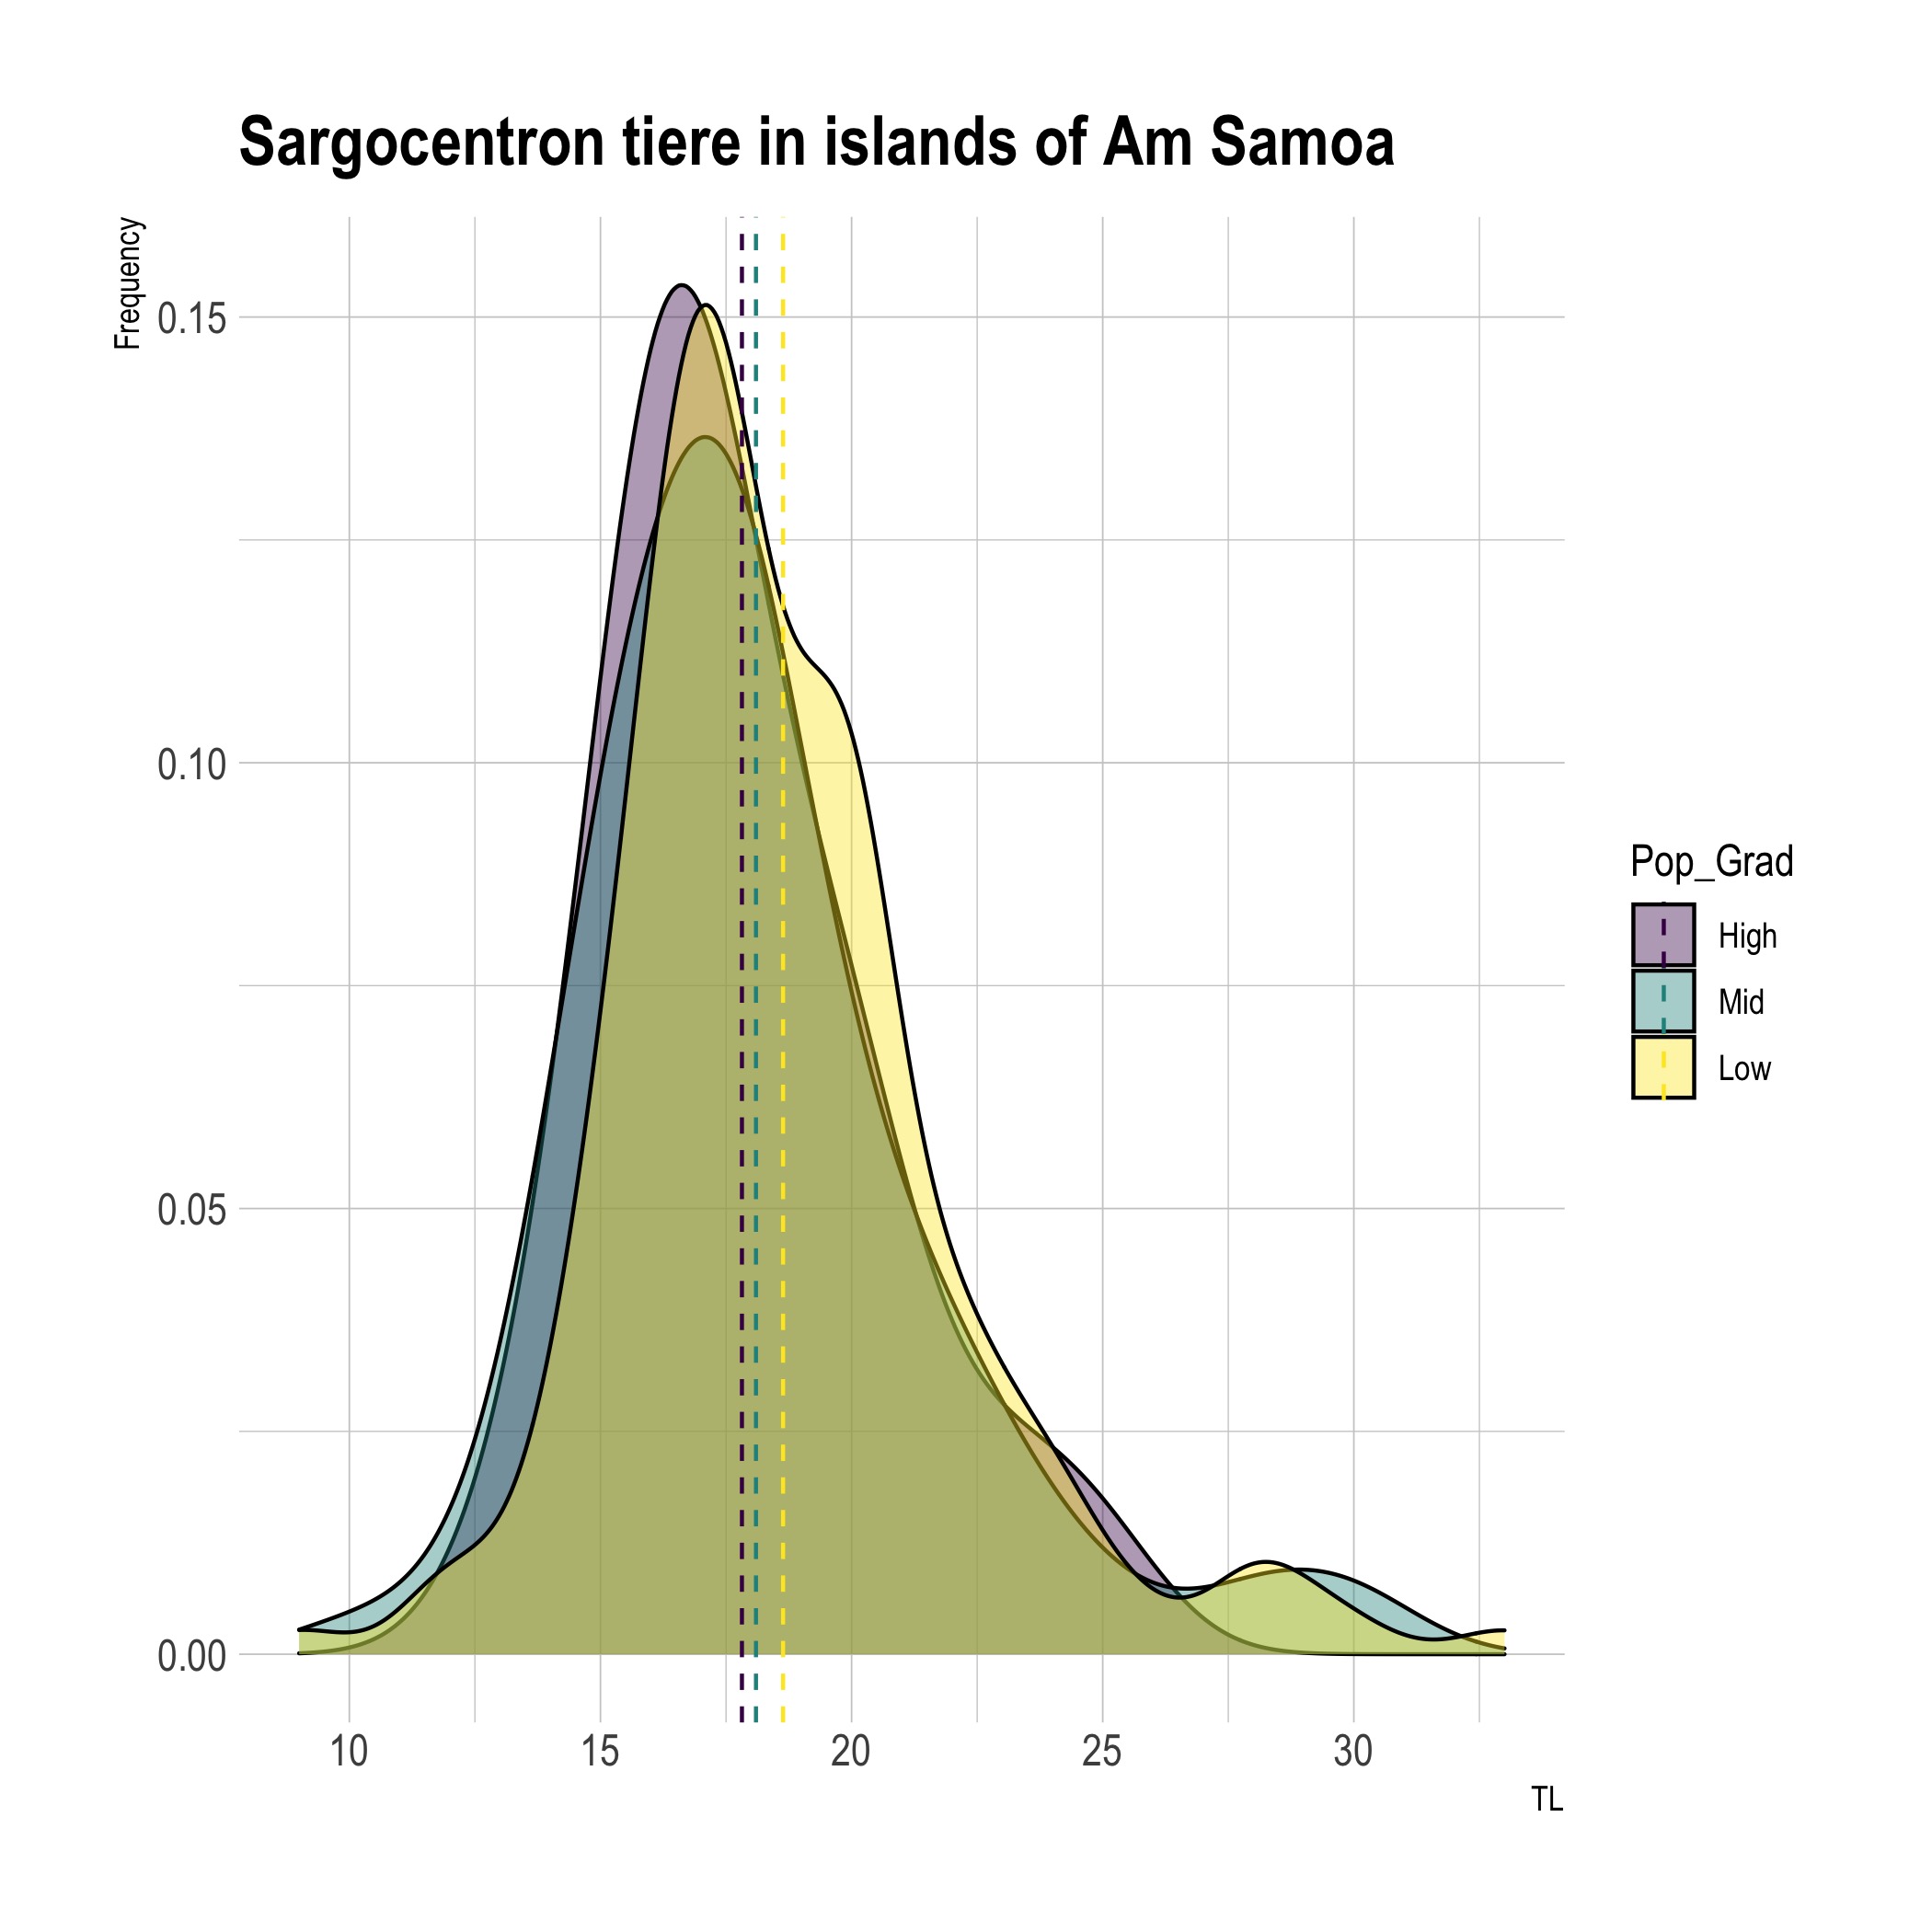 Sargocentron tiere in islands of Am Samoa
Frequency
0.15
0.10
0.05
0.00
10 15 20 25 30
TL
Pop_Grad
High
Mid
Low